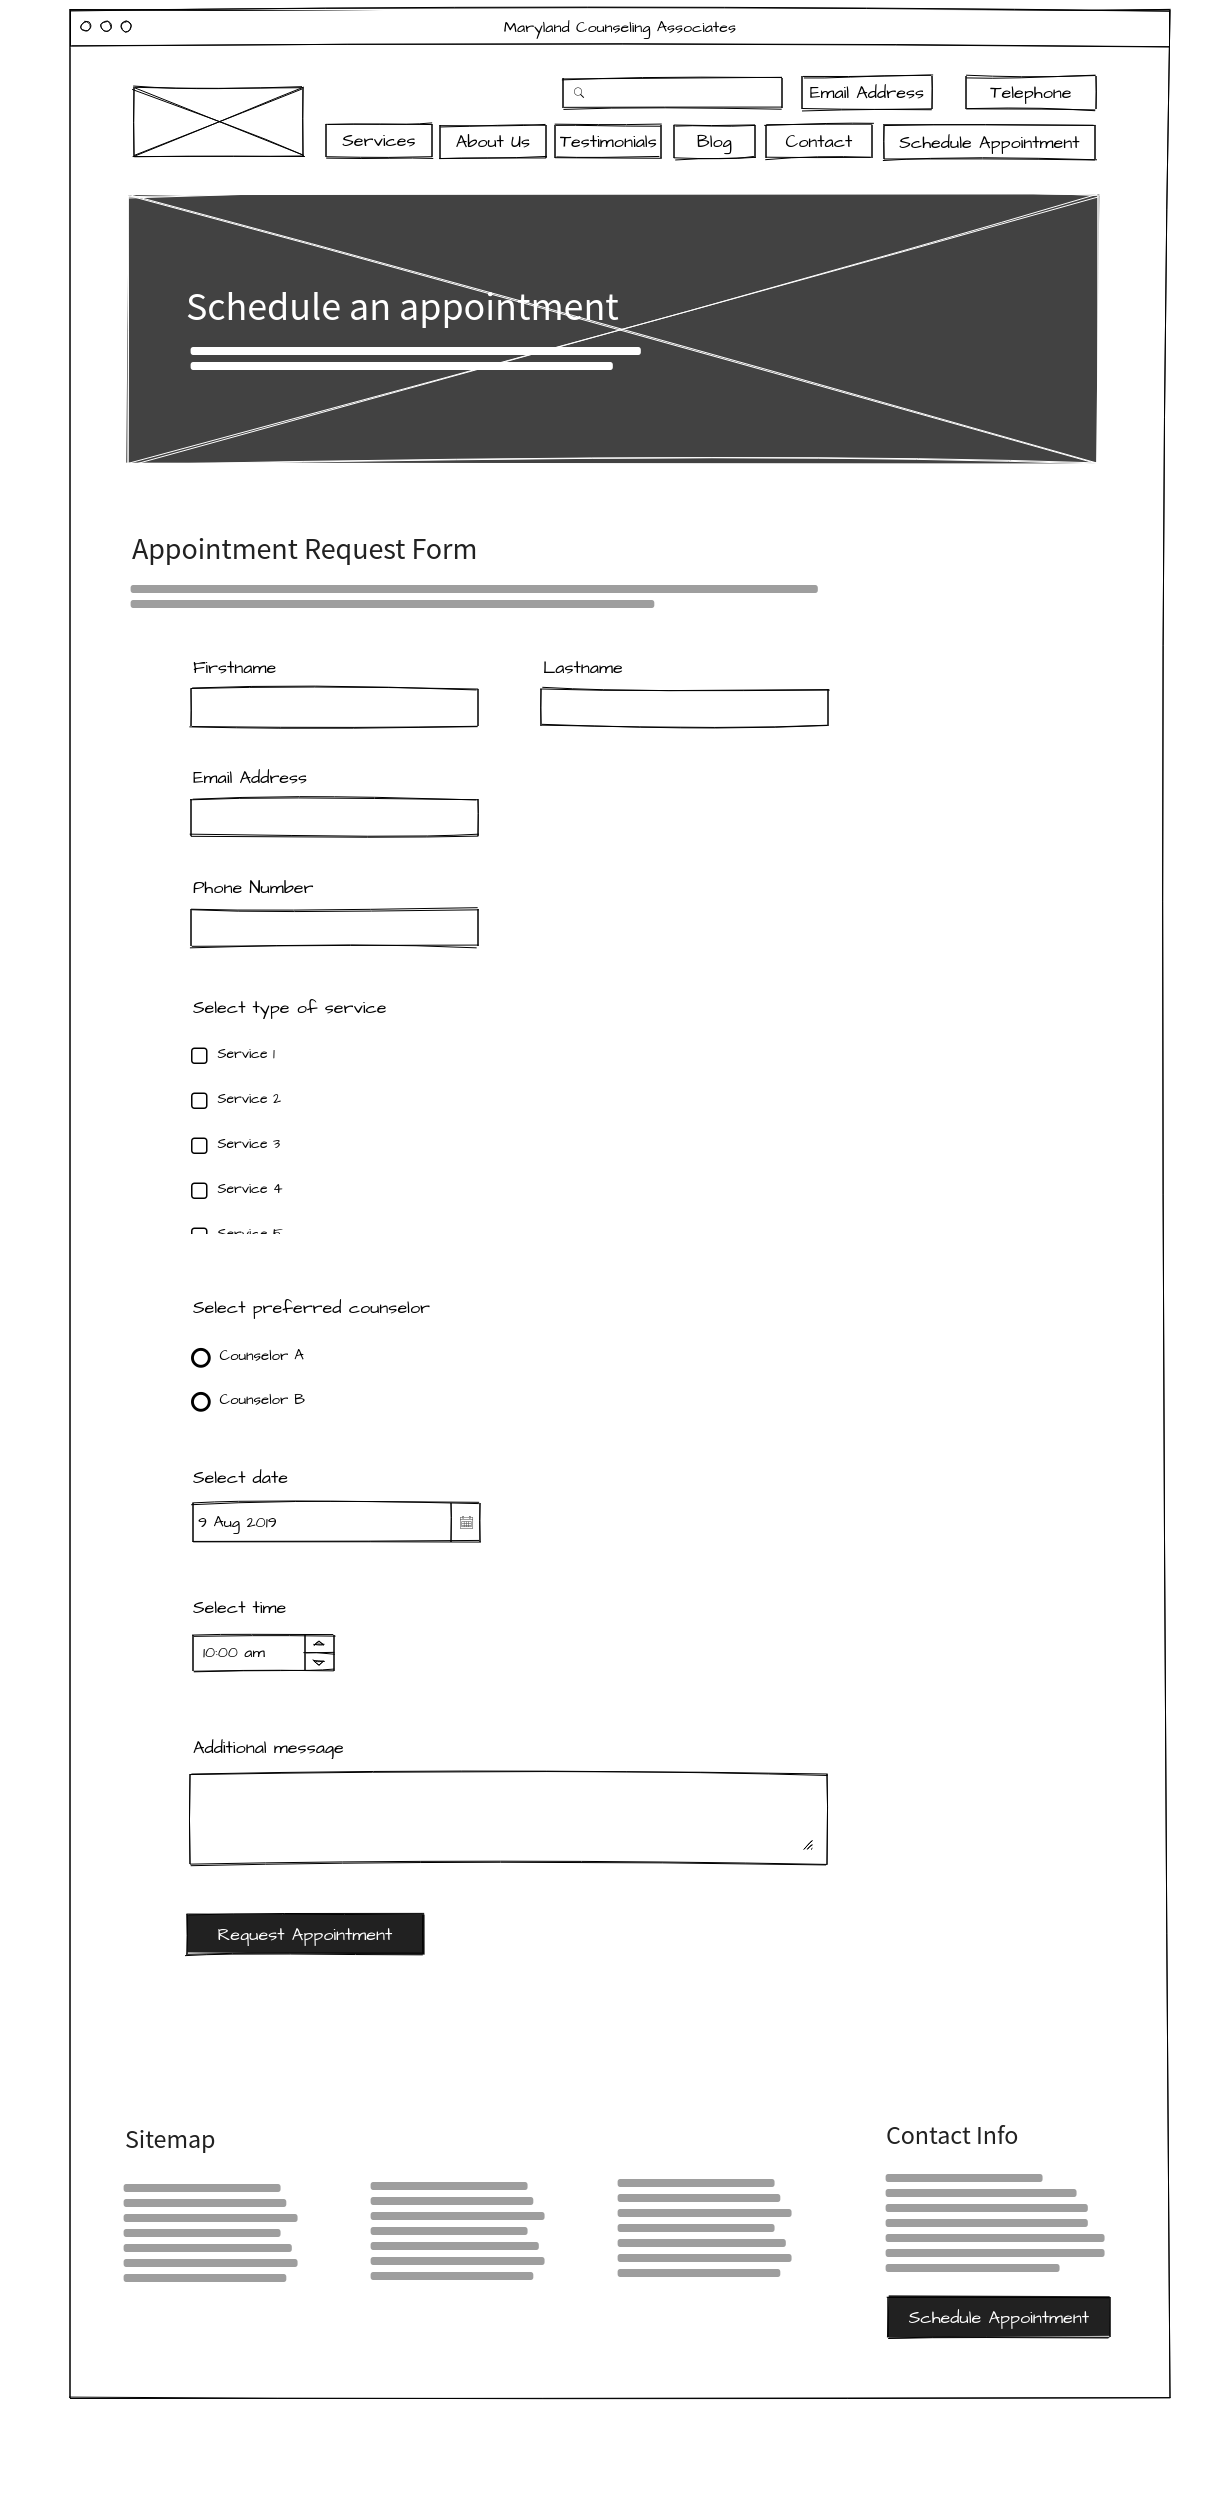 Maryland Counseling Associates
Email Address
Telephone
Services
About Us
Testimonials
Blog
Contact
Schedule Appointment
Schedule an appointment
Appointment Request Form
Firstname
Lastname
Email Address
Phone Number
Select type of service
Service 1
Service 2
Service 3
Service 4
Service 5
Select preferred counselor
Counselor A
Counselor B
Select date
9 Aug 2019
Select time
10:00 am
Additional message
Request Appointment
Sitemap
Contact Info
Schedule Appointment